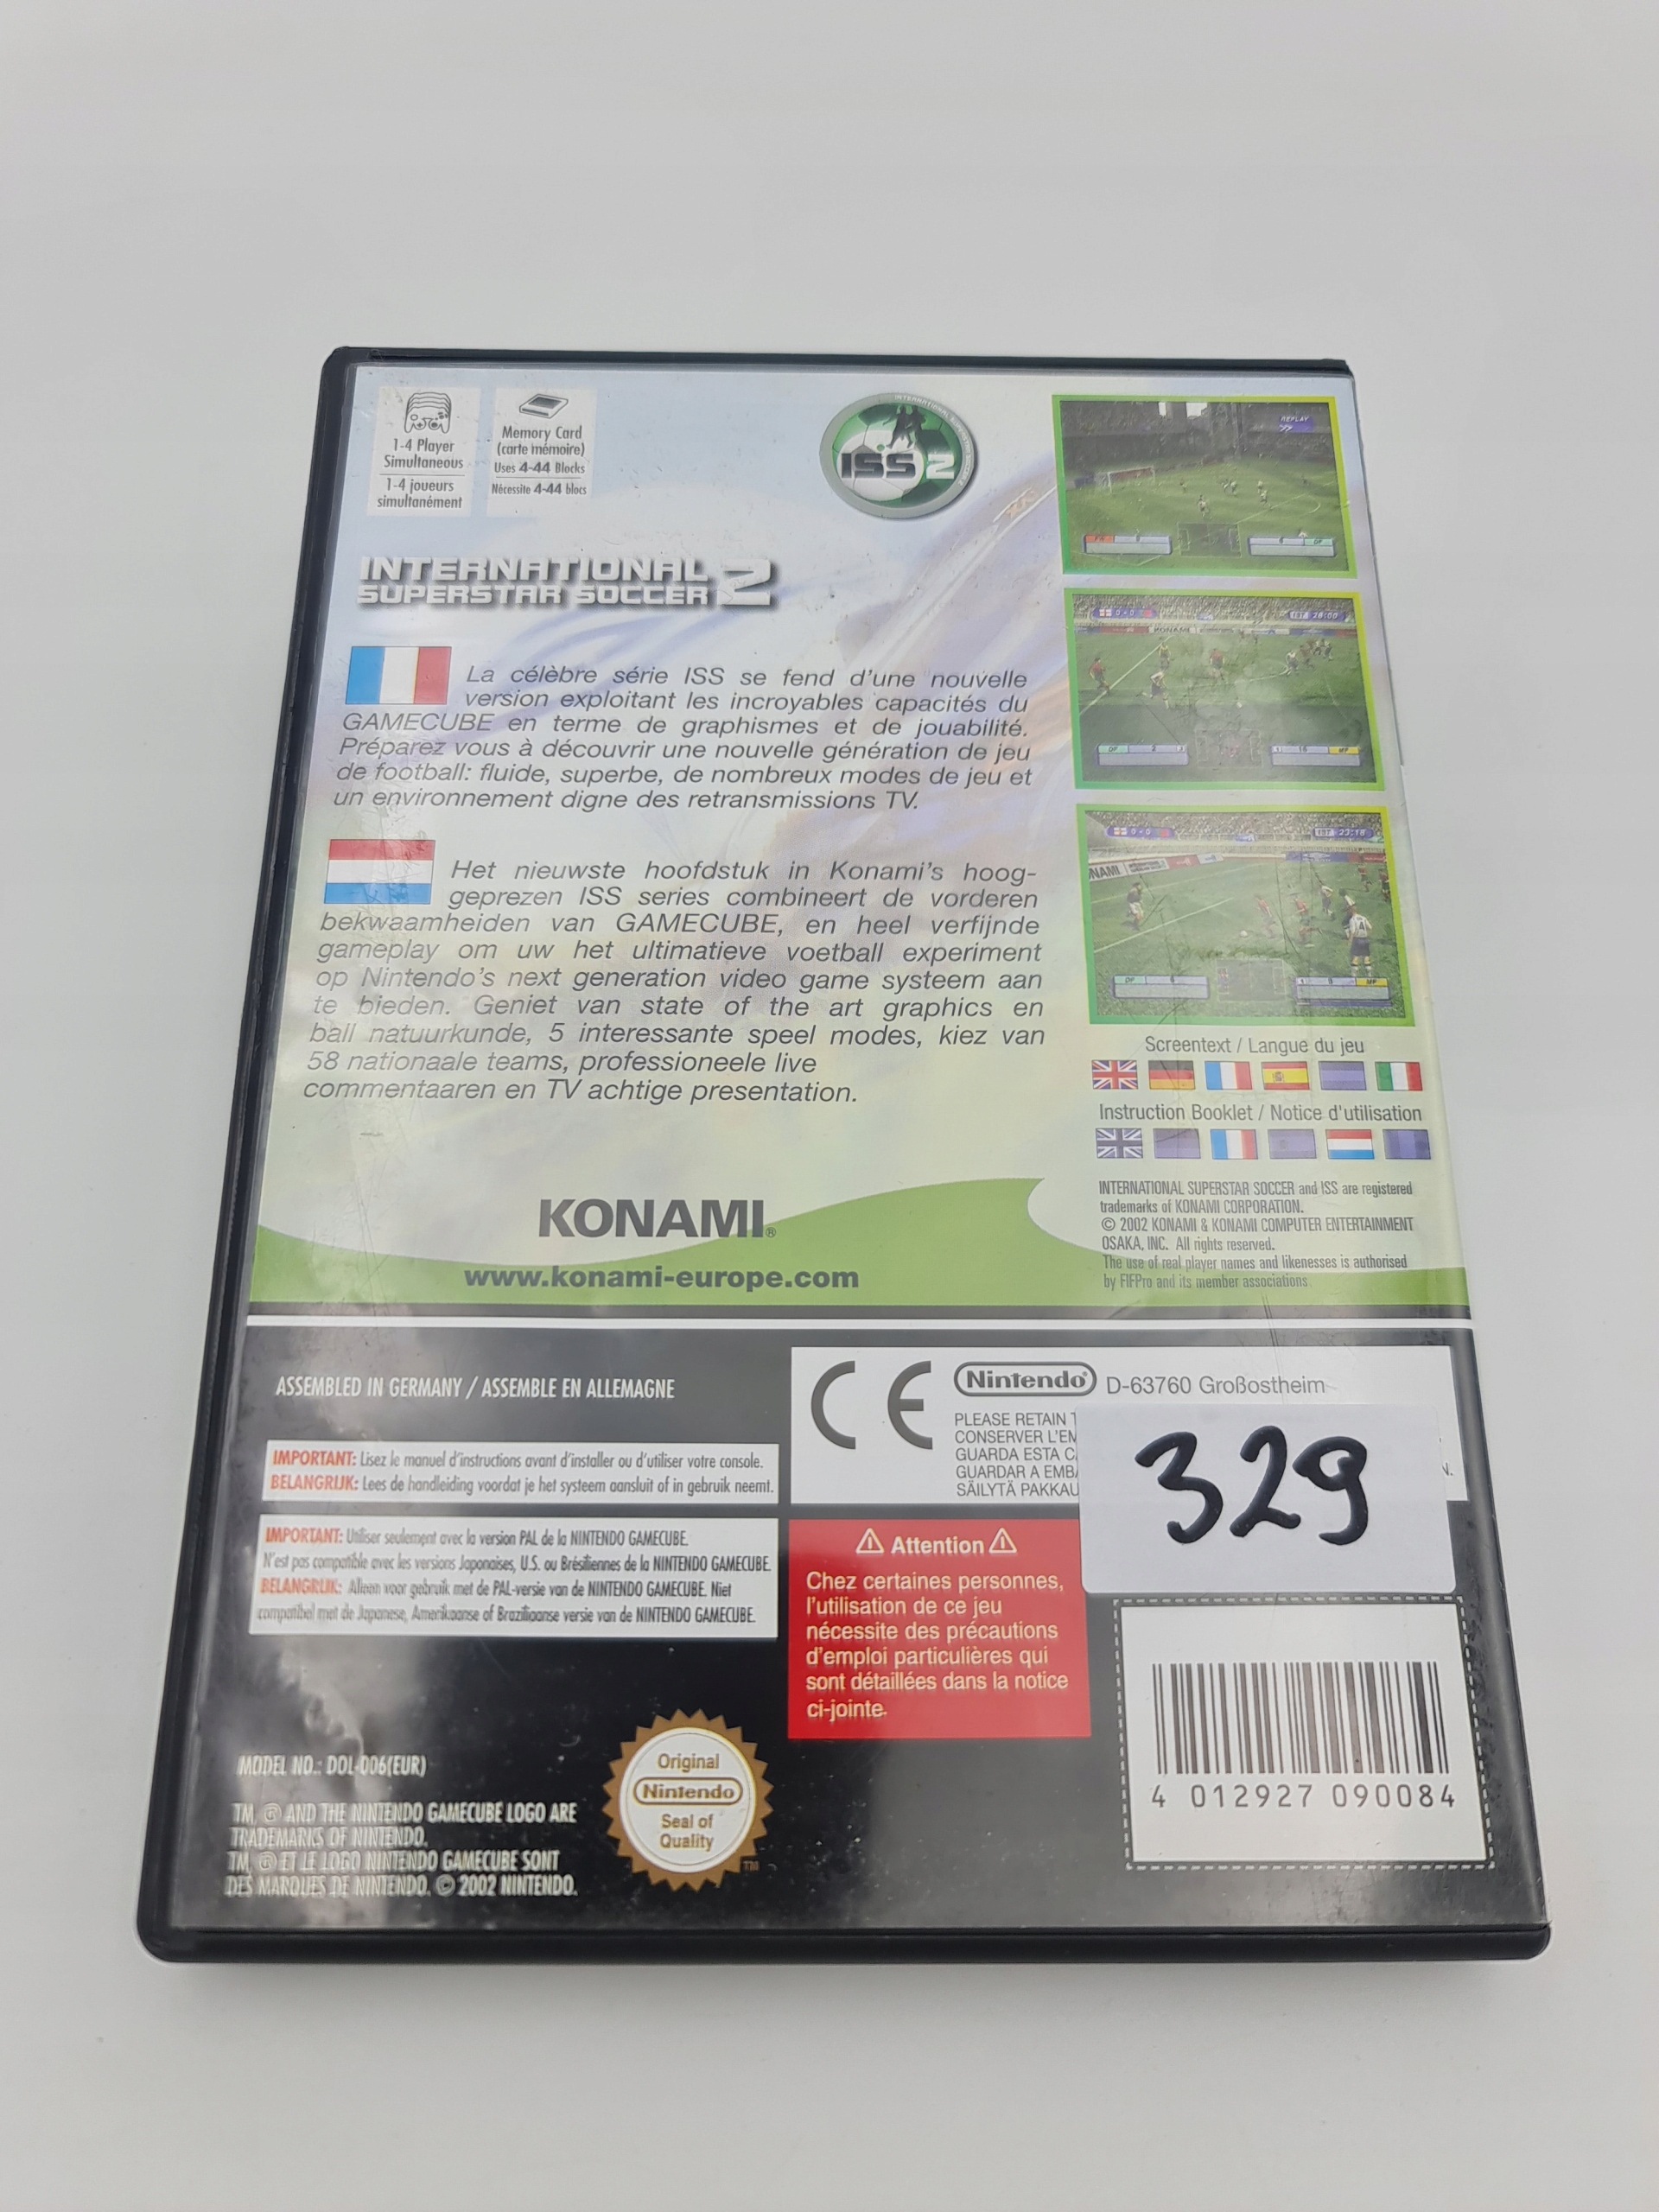 1-4 Player
Simultaneous
1-4 joueurs
simultanément
Memory Card
(carte mémoire)
Uses 4-44 Blocks
Nécessite 4-44 blocs
ISS 2
REPLAY
INTERNATIONAL
SUPERSTAR SOCCER 2
La célèbre série ISS se fend d'une nouvelle
version exploitant les incroyables capacités du
GAMECUBE en terme de graphismes et de jouabilité.
Préparez vous à découvrir une nouvelle génération de jeu
de football: fluide, superbe, de nombreux modes de jeu et
un environnement digne des retransmissions TV.
Het nieuwste hoofdstuk in Konami's hoog-
geprezen ISS series combineert de vorderen
bekwaamheiden van GAMECUBE, en heel verfijnde
gameplay om uw het ultimatieve voetball experiment
op Nintendo's next generation video game systeem aan
te bieden. Geniet van state of the art graphics en
ball natuurkunde, 5 interessante speel modes, kiez van
58 nationaale teams, professioneele live
commentaaren en TV achtige presentation.
Screentext / Langue du jeu
Instruction Booklet / Notice d'utilisation
KONAMI®
www.konami-europe.com
INTERNATIONAL SUPERSTAR SOCCER and ISS are registered
trademarks of KONAMI CORPORATION.
© 2002 KONAMI & KONAMI COMPUTER ENTERTAINMENT
OSAKA, INC. All rights reserved.
The use of real player names and likenesses is authorised
by FIFPro and its member associations.
ASSEMBLED IN GERMANY / ASSEMBLE EN ALLEMAGNE
CE
Nintendo® D-63760 Großostheim
PLEASE RETAIN
CONSERVER L'EM
GUARDA ESTA C
GUARDAR A EMB
SÄILYTÄ PAKKAU
329
IMPORTANT: Lisez le manuel d'instructions avant d'installer ou d'utiliser votre console.
BELANGRIJK: Lees de handleiding voordat je het systeem aansluit of in gebruik neemt.
IMPORTANT: Utiliser seulement avec la version PAL de la NINTENDO GAMECUBE.
N'est pas compatible avec les versions Japonaises, U.S. ou Brésiliennes de la NINTENDO GAMECUBE.
BELANGRIJK: Alleen voor gebruik met de PAL-versie van de NINTENDO GAMECUBE. Niet
compatibel met de Japanse, Amerikaanse of Braziliaanse versie van de NINTENDO GAMECUBE.
⚠ Attention ⚠
Chez certaines personnes,
l'utilisation de ce jeu
nécessite des précautions
d'emploi particulières qui
sont détaillées dans la notice
ci-jointe.
MODEL NO.: DOL-006(EUR)
TM, ® AND THE NINTENDO GAMECUBE LOGO ARE
TRADEMARKS OF NINTENDO.
TM, ® ET LE LOGO NINTENDO GAMECUBE SONT
DES MARQUES DE NINTENDO. © 2002 NINTENDO.
Original
Nintendo
Seal of
Quality
TM
4 012927 090084